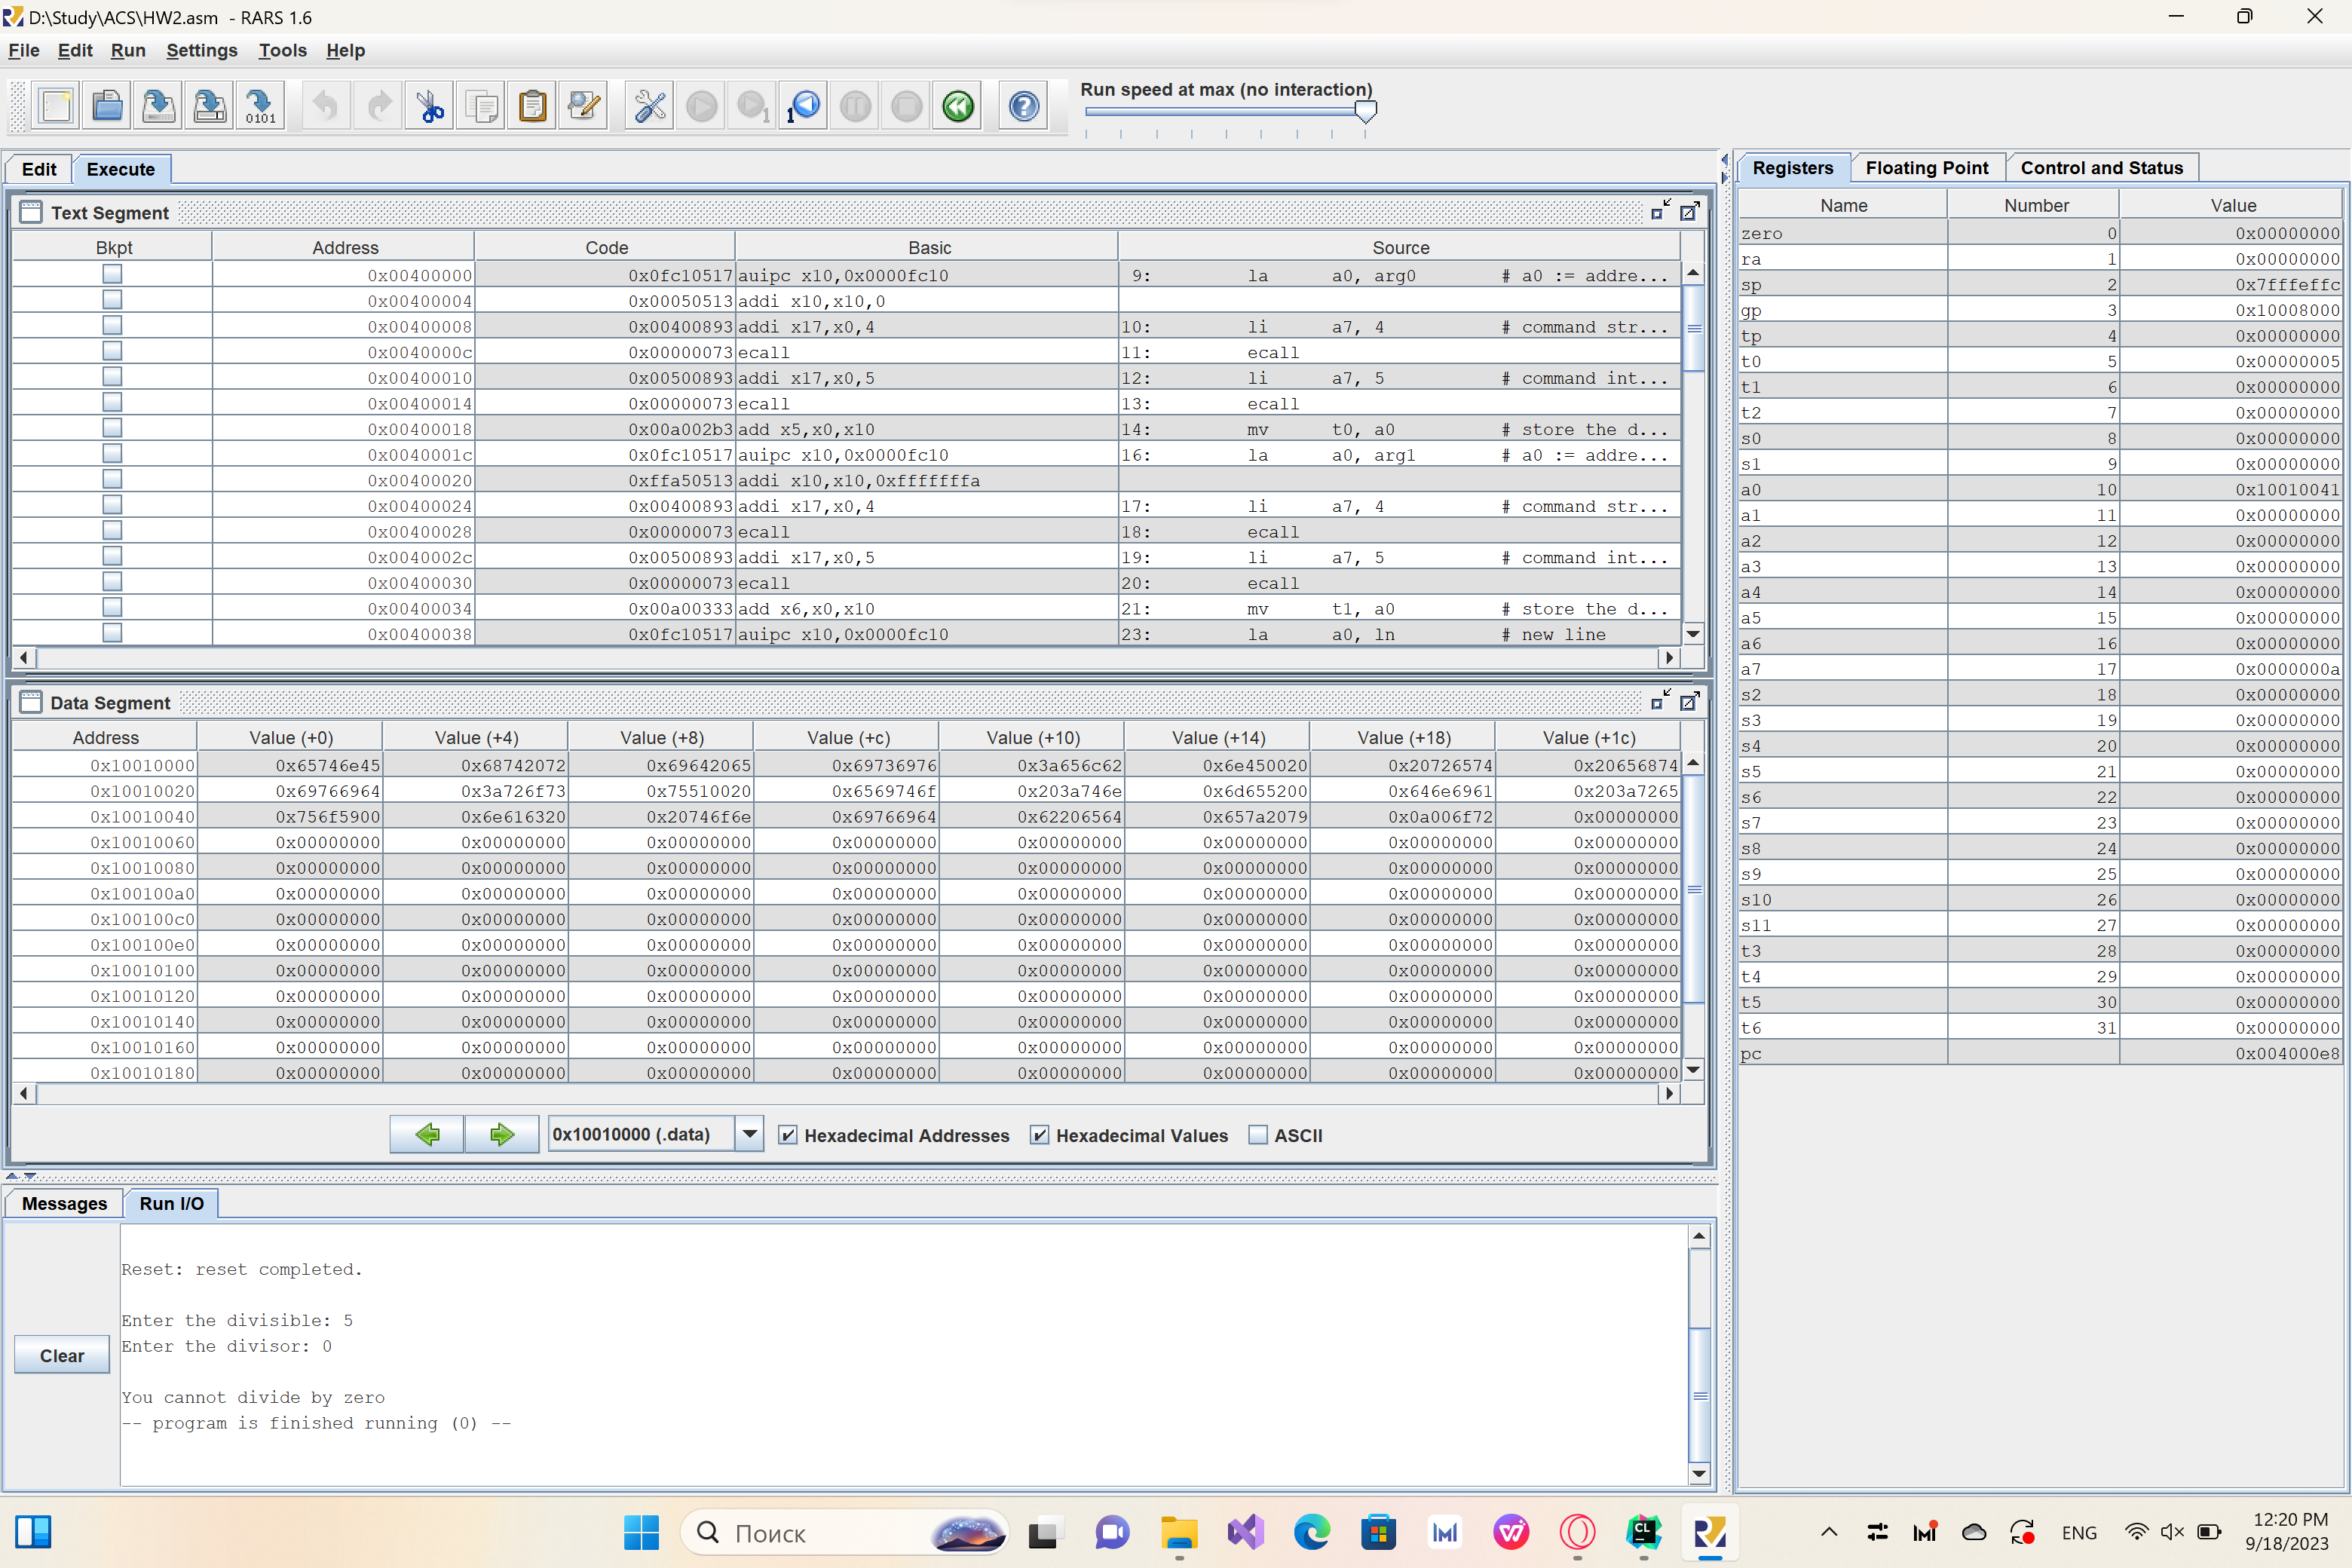 D:\Study\ACS\HW2.asm - RARS 1.6
File Edit Run Settings Tools Help
Run speed at max (no interaction)
Edit Execute
Text Segment
Bkpt Address Code Basic Source
0x00400000 0x0fc10517 auipc x10,0x0000fc10 9: la a0, arg0 # a0 := addre...
0x00400004 0x00050513 addi x10,x10,0
0x00400008 0x00400893 addi x17,x0,4 10: li a7, 4 # command str...
0x0040000c 0x00000073 ecall 11: ecall
0x00400010 0x00500893 addi x17,x0,5 12: li a7, 5 # command int...
0x00400014 0x00000073 ecall 13: ecall
0x00400018 0x00a002b3 add x5,x0,x10 14: mv t0, a0 # store the d...
0x0040001c 0x0fc10517 auipc x10,0x0000fc10 16: la a0, arg1 # a0 := addre...
0x00400020 0xffa50513 addi x10,x10,0xfffffffa
0x00400024 0x00400893 addi x17,x0,4 17: li a7, 4 # command str...
0x00400028 0x00000073 ecall 18: ecall
0x0040002c 0x00500893 addi x17,x0,5 19: li a7, 5 # command int...
0x00400030 0x00000073 ecall 20: ecall
0x00400034 0x00a00333 add x6,x0,x10 21: mv t1, a0 # store the d...
0x00400038 0x0fc10517 auipc x10,0x0000fc10 23: la a0, ln # new line
Data Segment
Address Value (+0) Value (+4) Value (+8) Value (+c) Value (+10) Value (+14) Value (+18) Value (+1c)
0x10010000 0x65746e45 0x68742072 0x69642065 0x69736976 0x3a656c62 0x6e450020 0x20726574 0x20656874
0x10010020 0x69766964 0x3a726f73 0x75510020 0x6569746f 0x203a746e 0x6d655200 0x646e6961 0x203a7265
0x10010040 0x756f5900 0x6e616320 0x20746f6e 0x69766964 0x62206564 0x657a2079 0x0a006f72 0x00000000
0x10010060 0x00000000 0x00000000 0x00000000 0x00000000 0x00000000 0x00000000 0x00000000 0x00000000
0x10010080 0x00000000 0x00000000 0x00000000 0x00000000 0x00000000 0x00000000 0x00000000 0x00000000
0x100100a0 0x00000000 0x00000000 0x00000000 0x00000000 0x00000000 0x00000000 0x00000000 0x00000000
0x100100c0 0x00000000 0x00000000 0x00000000 0x00000000 0x00000000 0x00000000 0x00000000 0x00000000
0x100100e0 0x00000000 0x00000000 0x00000000 0x00000000 0x00000000 0x00000000 0x00000000 0x00000000
0x10010100 0x00000000 0x00000000 0x00000000 0x00000000 0x00000000 0x00000000 0x00000000 0x00000000
0x10010120 0x00000000 0x00000000 0x00000000 0x00000000 0x00000000 0x00000000 0x00000000 0x00000000
0x10010140 0x00000000 0x00000000 0x00000000 0x00000000 0x00000000 0x00000000 0x00000000 0x00000000
0x10010160 0x00000000 0x00000000 0x00000000 0x00000000 0x00000000 0x00000000 0x00000000 0x00000000
0x10010180 0x00000000 0x00000000 0x00000000 0x00000000 0x00000000 0x00000000 0x00000000 0x00000000
0x10010000 (.data) Hexadecimal Addresses Hexadecimal Values ASCII
Messages Run I/O
Clear
Reset: reset completed.
Enter the divisible: 5
Enter the divisor: 0
You cannot divide by zero
-- program is finished running (0) --
Registers Floating Point Control and Status
Name Number Value
zero 0 0x00000000
ra 1 0x00000000
sp 2 0x7fffeffc
gp 3 0x10008000
tp 4 0x00000000
t0 5 0x00000005
t1 6 0x00000000
t2 7 0x00000000
s0 8 0x00000000
s1 9 0x00000000
a0 10 0x10010041
a1 11 0x00000000
a2 12 0x00000000
a3 13 0x00000000
a4 14 0x00000000
a5 15 0x00000000
a6 16 0x00000000
a7 17 0x0000000a
s2 18 0x00000000
s3 19 0x00000000
s4 20 0x00000000
s5 21 0x00000000
s6 22 0x00000000
s7 23 0x00000000
s8 24 0x00000000
s9 25 0x00000000
s10 26 0x00000000
s11 27 0x00000000
t3 28 0x00000000
t4 29 0x00000000
t5 30 0x00000000
t6 31 0x00000000
pc 0x004000e8
Поиск
ENG
12:20 PM
9/18/2023